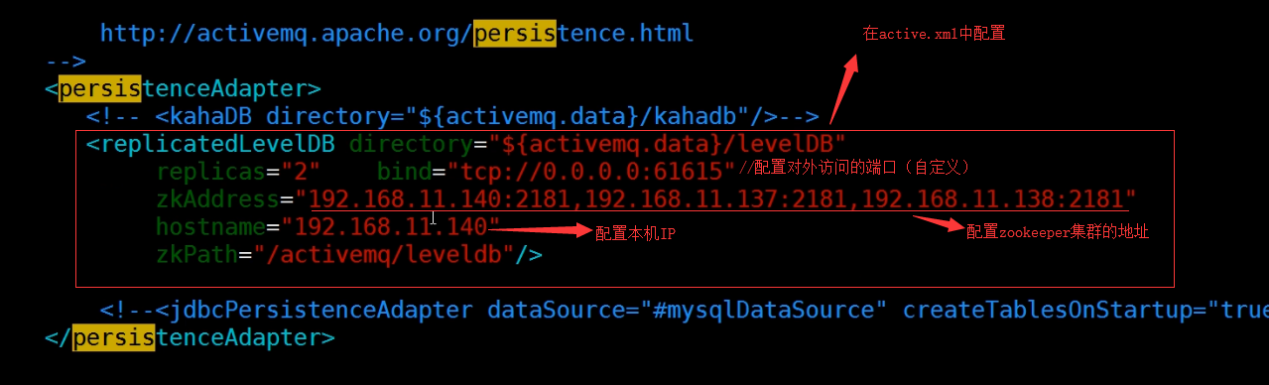 http://activemq.apache.org/persistence.html
在active.xml中配置
-->
<persistenceAdapter>
<!-- <kahaDB directory="${activemq.data}/kahadb"/>-->
<replicatedLevelDB directory="${activemq.data}/levelDB"
replicas="2" bind="tcp://0.0.0.0:61615" //配置对外访问的端口（自定义）
zkAddress="192.168.11.140:2181,192.168.11.137:2181,192.168.11.138:2181"
hostname="192.168.11.140" 配置本机IP 配置zookeeper集群的地址
zkPath="/activemq/leveldb"/>
<!--<jdbcPersistenceAdapter dataSource="#mysqlDataSource" createTablesOnStartup="true
</persistenceAdapter>